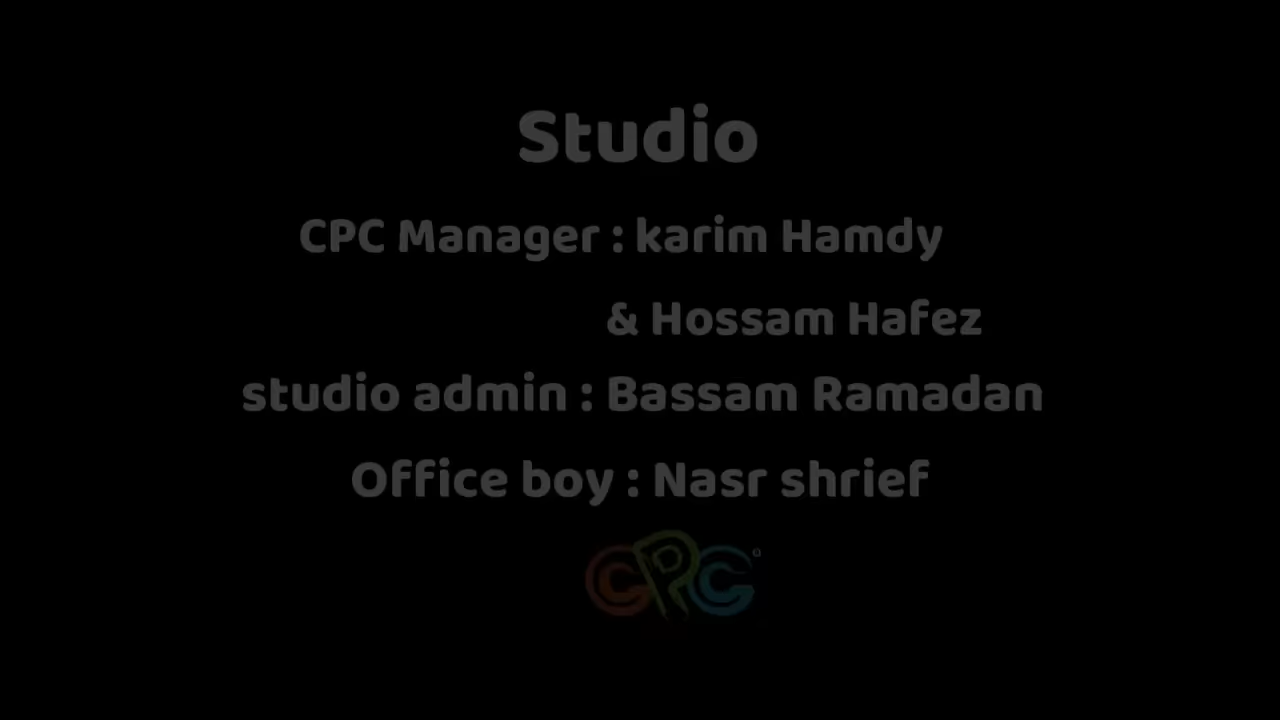 Studio
CPC Manager : karim Hamdy
& Hossam Hafez
studio admin : Bassam Ramadan
Office boy : Nasr shrief
CPC